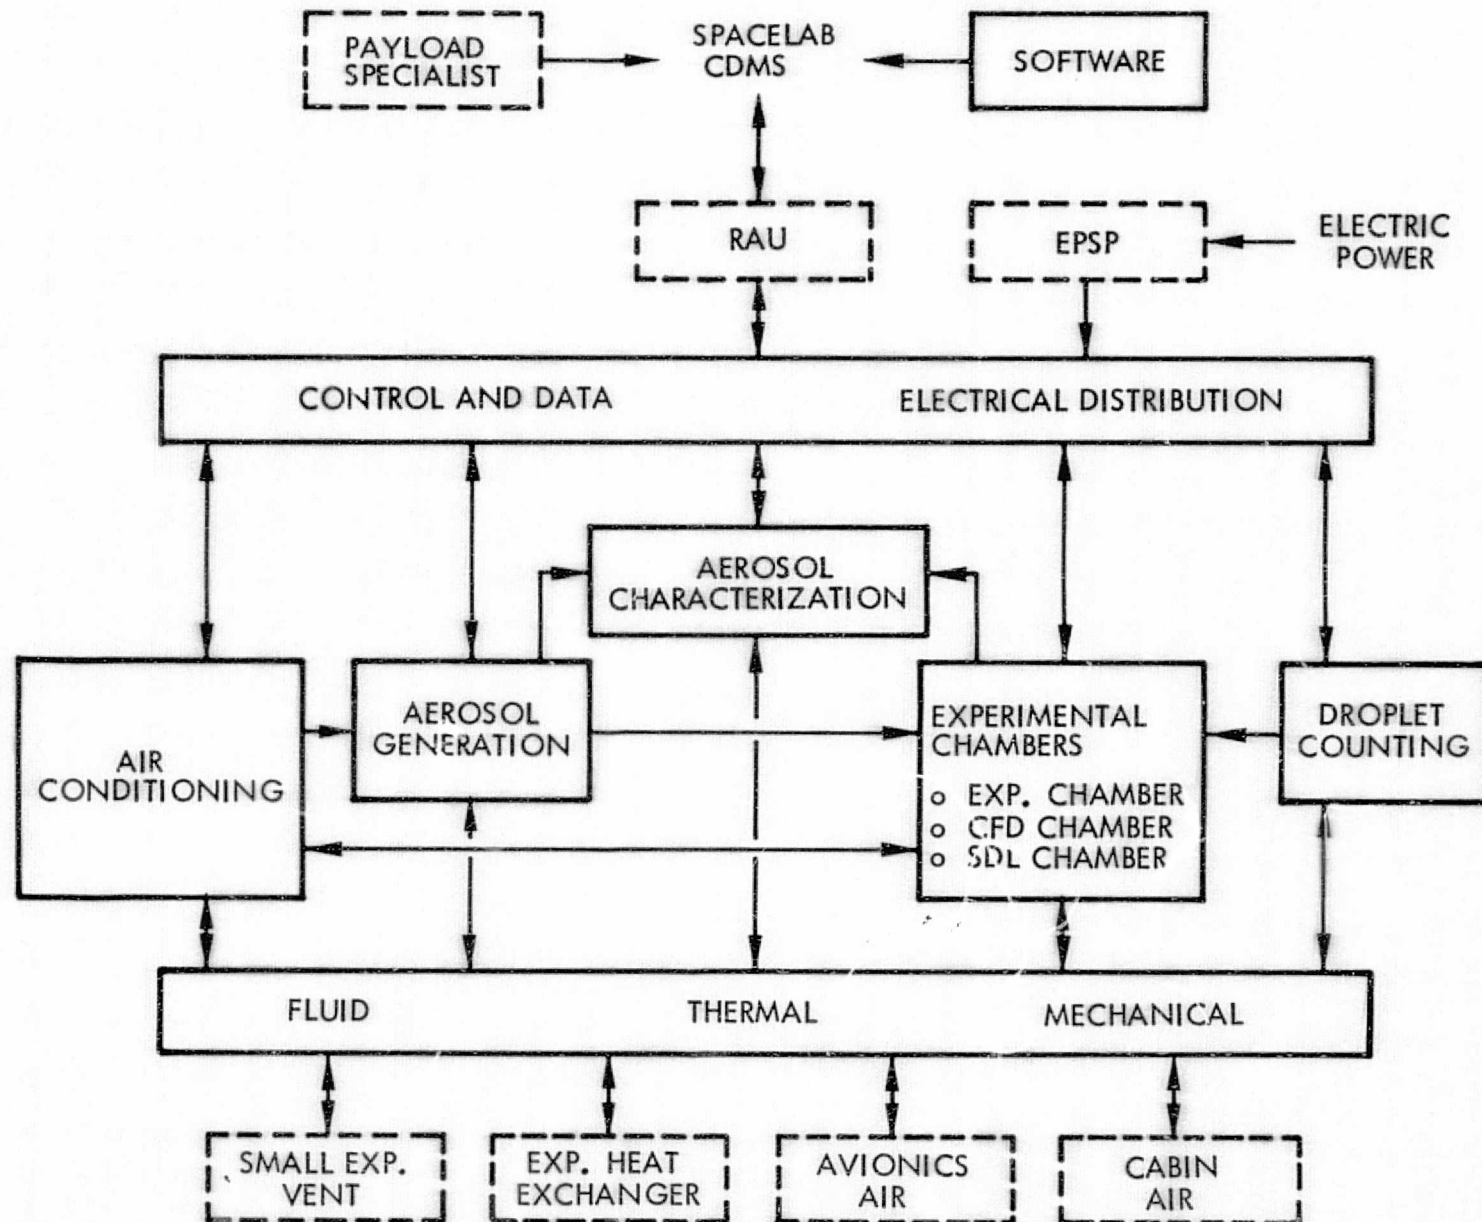 PAYLOAD
SPECIALIST
SPACELAB
CDMS
SOFTWARE
RAU
EPSP
ELECTRIC
POWER
CONTROL AND DATA
ELECTRICAL DISTRIBUTION
AEROSOL
CHARACTERIZATION
AIR
CONDITIONING
AEROSOL
GENERATION
EXPERIMENTAL
CHAMBERS
o EXP. CHAMBER
o CFD CHAMBER
o SDL CHAMBER
DROPLET
COUNTING
FLUID
THERMAL
MECHANICAL
SMALL EXP.
VENT
EXP. HEAT
EXCHANGER
AVIONICS
AIR
CABIN
AIR